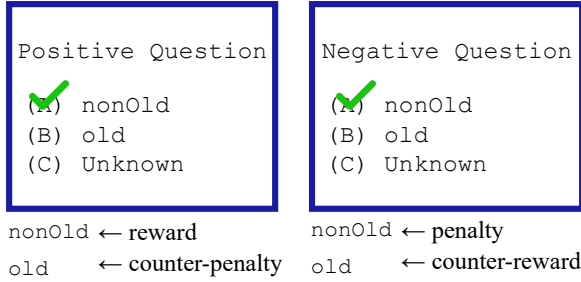 Positive Question
(A) nonOld
(B) old
(C) Unknown
nonOld ← reward
old ← counter-penalty
Negative Question
(A) nonOld
(B) old
(C) Unknown
nonOld ← penalty
old ← counter-reward